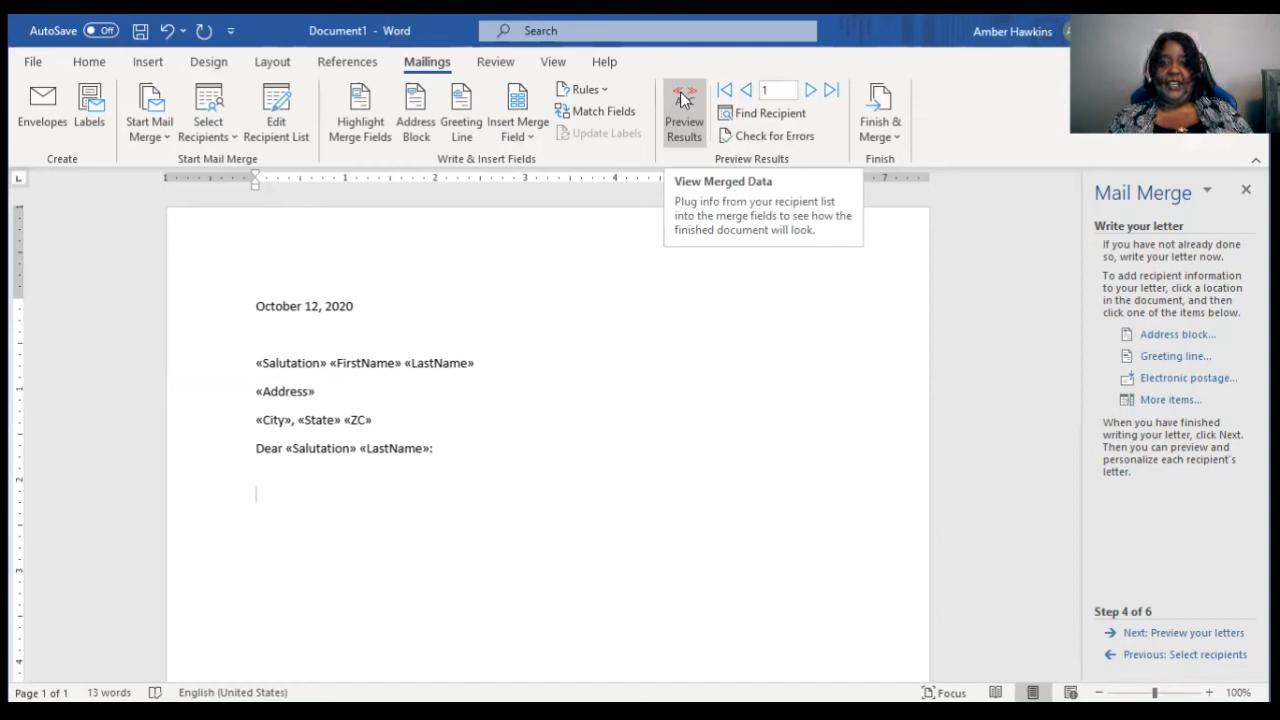 AutoSave Off Document1 - Word Search Amber Hawkins
File Home Insert Design Layout References Mailings Review View Help
Envelopes Labels
Create
Start Mail Merge Select Recipients Edit Recipient List
Start Mail Merge
Highlight Merge Fields Address Block Greeting Line Insert Merge Field
Rules
Match Fields
Update Labels
Write & Insert Fields
Preview Results
1
Find Recipient
Check for Errors
Preview Results
Finish & Merge
Finish
View Merged Data
Plug info from your recipient list
into the merge fields to see how the
finished document will look.
1 1 2 3 4 7
October 12, 2020
«Salutation» «FirstName» «LastName»
«Address»
«City», «State» «ZC»
Dear «Salutation» «LastName»:
Mail Merge
Write your letter
If you have not already done
so, write your letter now.
To add recipient information
to your letter, click a location
in the document, and then
click one of the items below.
Address block...
Greeting line...
Electronic postage...
More items...
When you have finished
writing your letter, click Next.
Then you can preview and
personalize each recipient's
letter.
Step 4 of 6
Next: Preview your letters
Previous: Select recipients
Page 1 of 1 13 words English (United States) Focus 100%